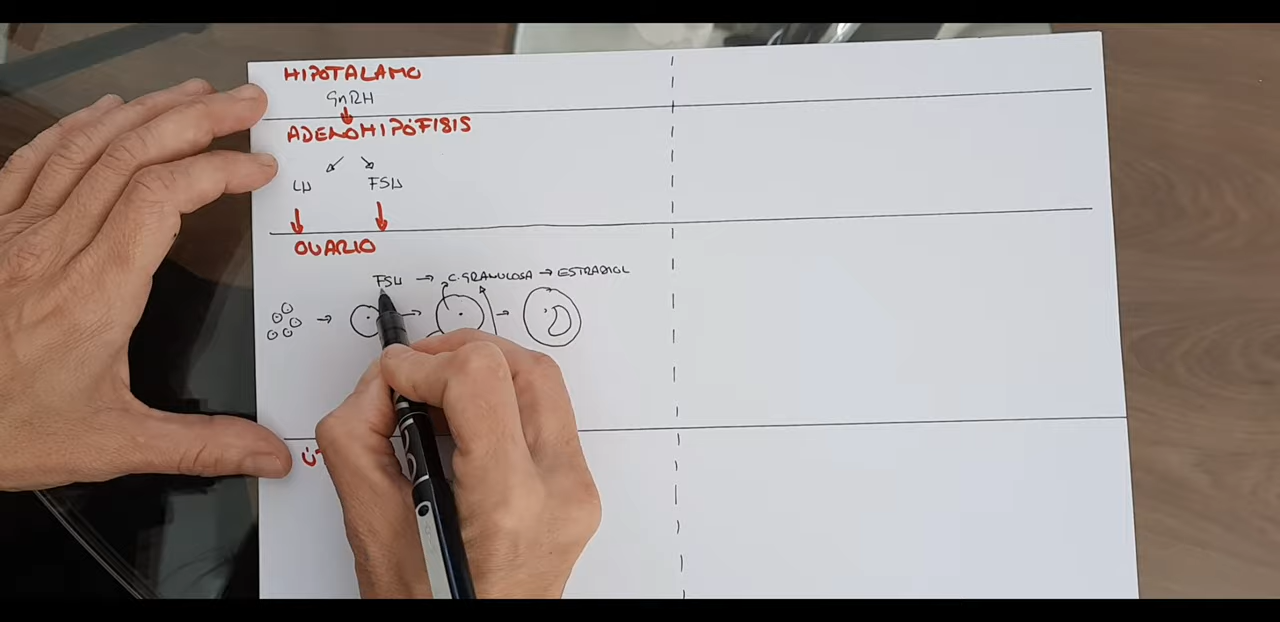 HIPOTALAMO
GnRH
ADENOHIPÓFISIS
LH FSH
OVARIO
FSH → C.GRANULOSA → ESTRADIOL